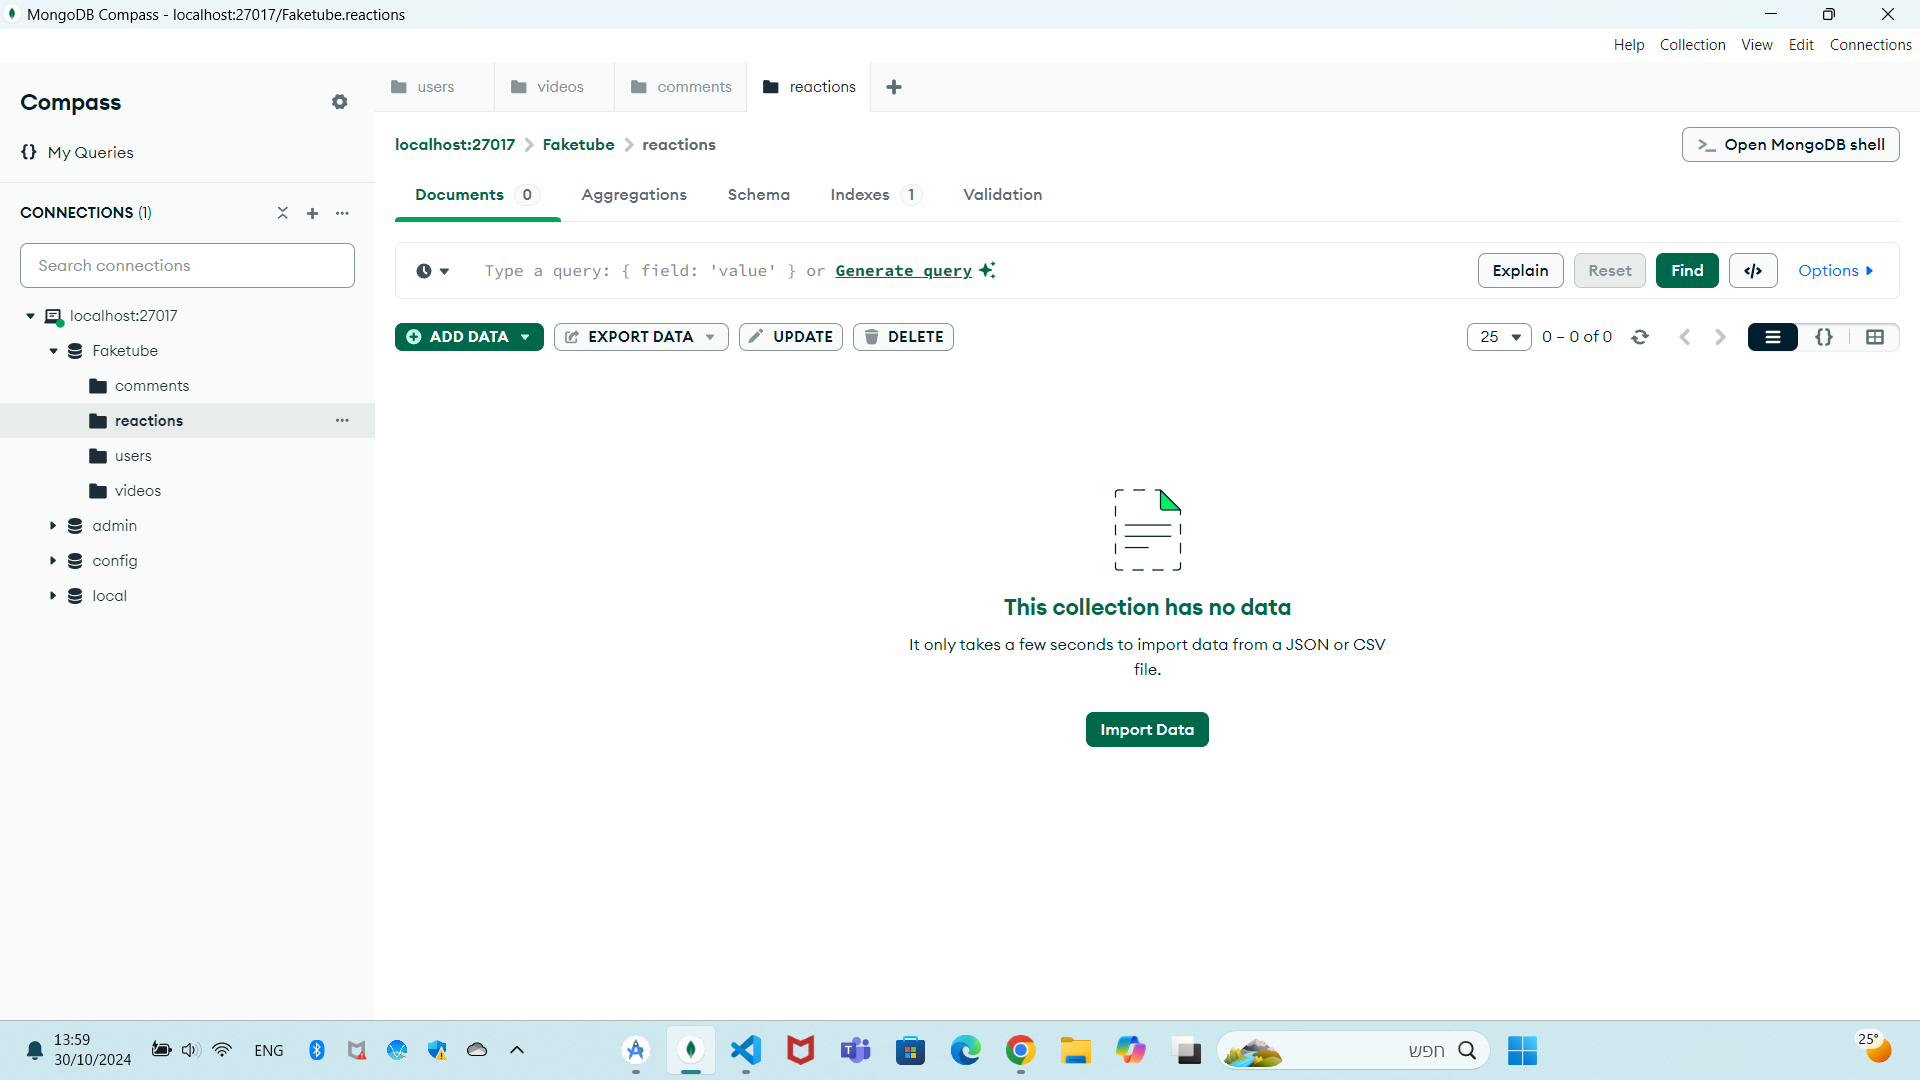 MongoDB Compass - localhost:27017/Faketube.reactions
Help Collection View Edit Connections
Compass
My Queries
CONNECTIONS (1)
Search connections
localhost:27017
Faketube
comments
reactions
users
videos
admin
config
local
users videos comments reactions
localhost:27017 Faketube reactions
Open MongoDB shell
Documents 0 Aggregations Schema Indexes 1 Validation
Type a query: { field: 'value' } or Generate query
Explain Reset Find </> Options
ADD DATA EXPORT DATA UPDATE DELETE
25 0 – 0 of 0
This collection has no data
It only takes a few seconds to import data from a JSON or CSV
file.
Import Data
13:59
30/10/2024
ENG
חפש
25°